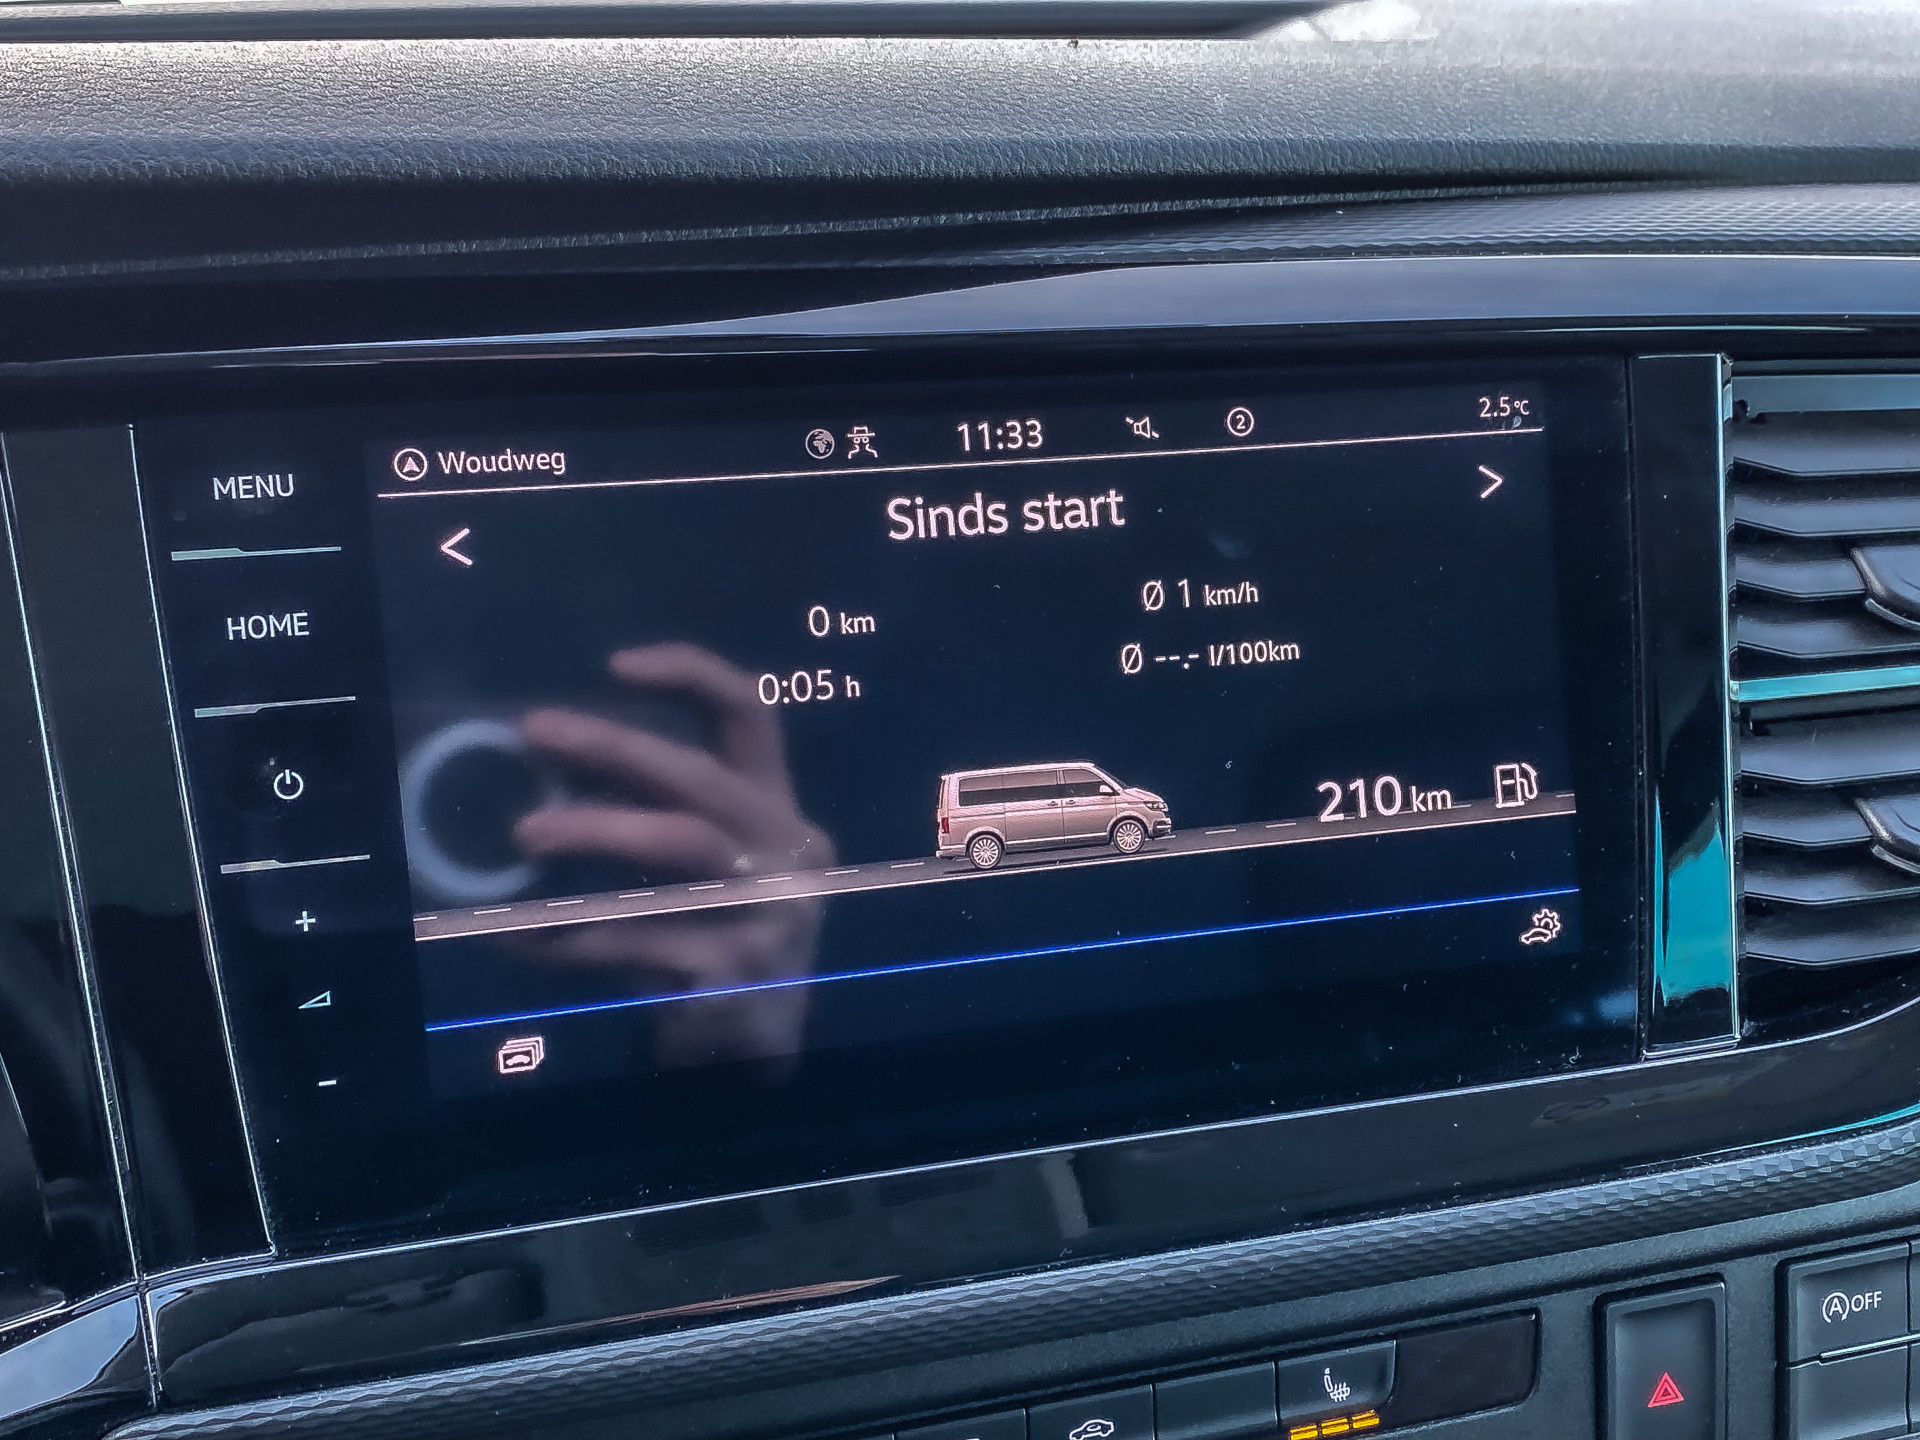 MENU
HOME
+
-
Woudweg
11:33
2
2.5°C
< Sinds start >
0 km
Ø 1 km/h
0:05 h
Ø --.- l/100km
210 km
A OFF